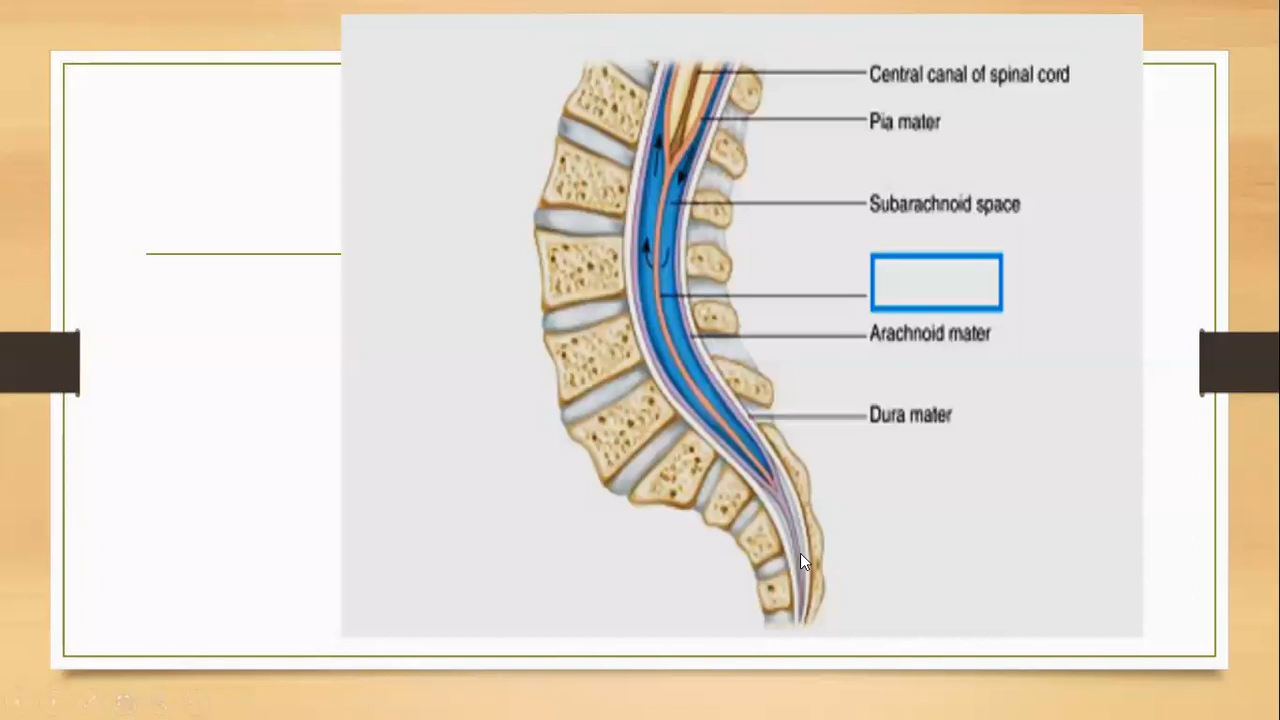 Central canal of spinal cord
Pia mater
Subarachnoid space
Arachnoid mater
Dura mater